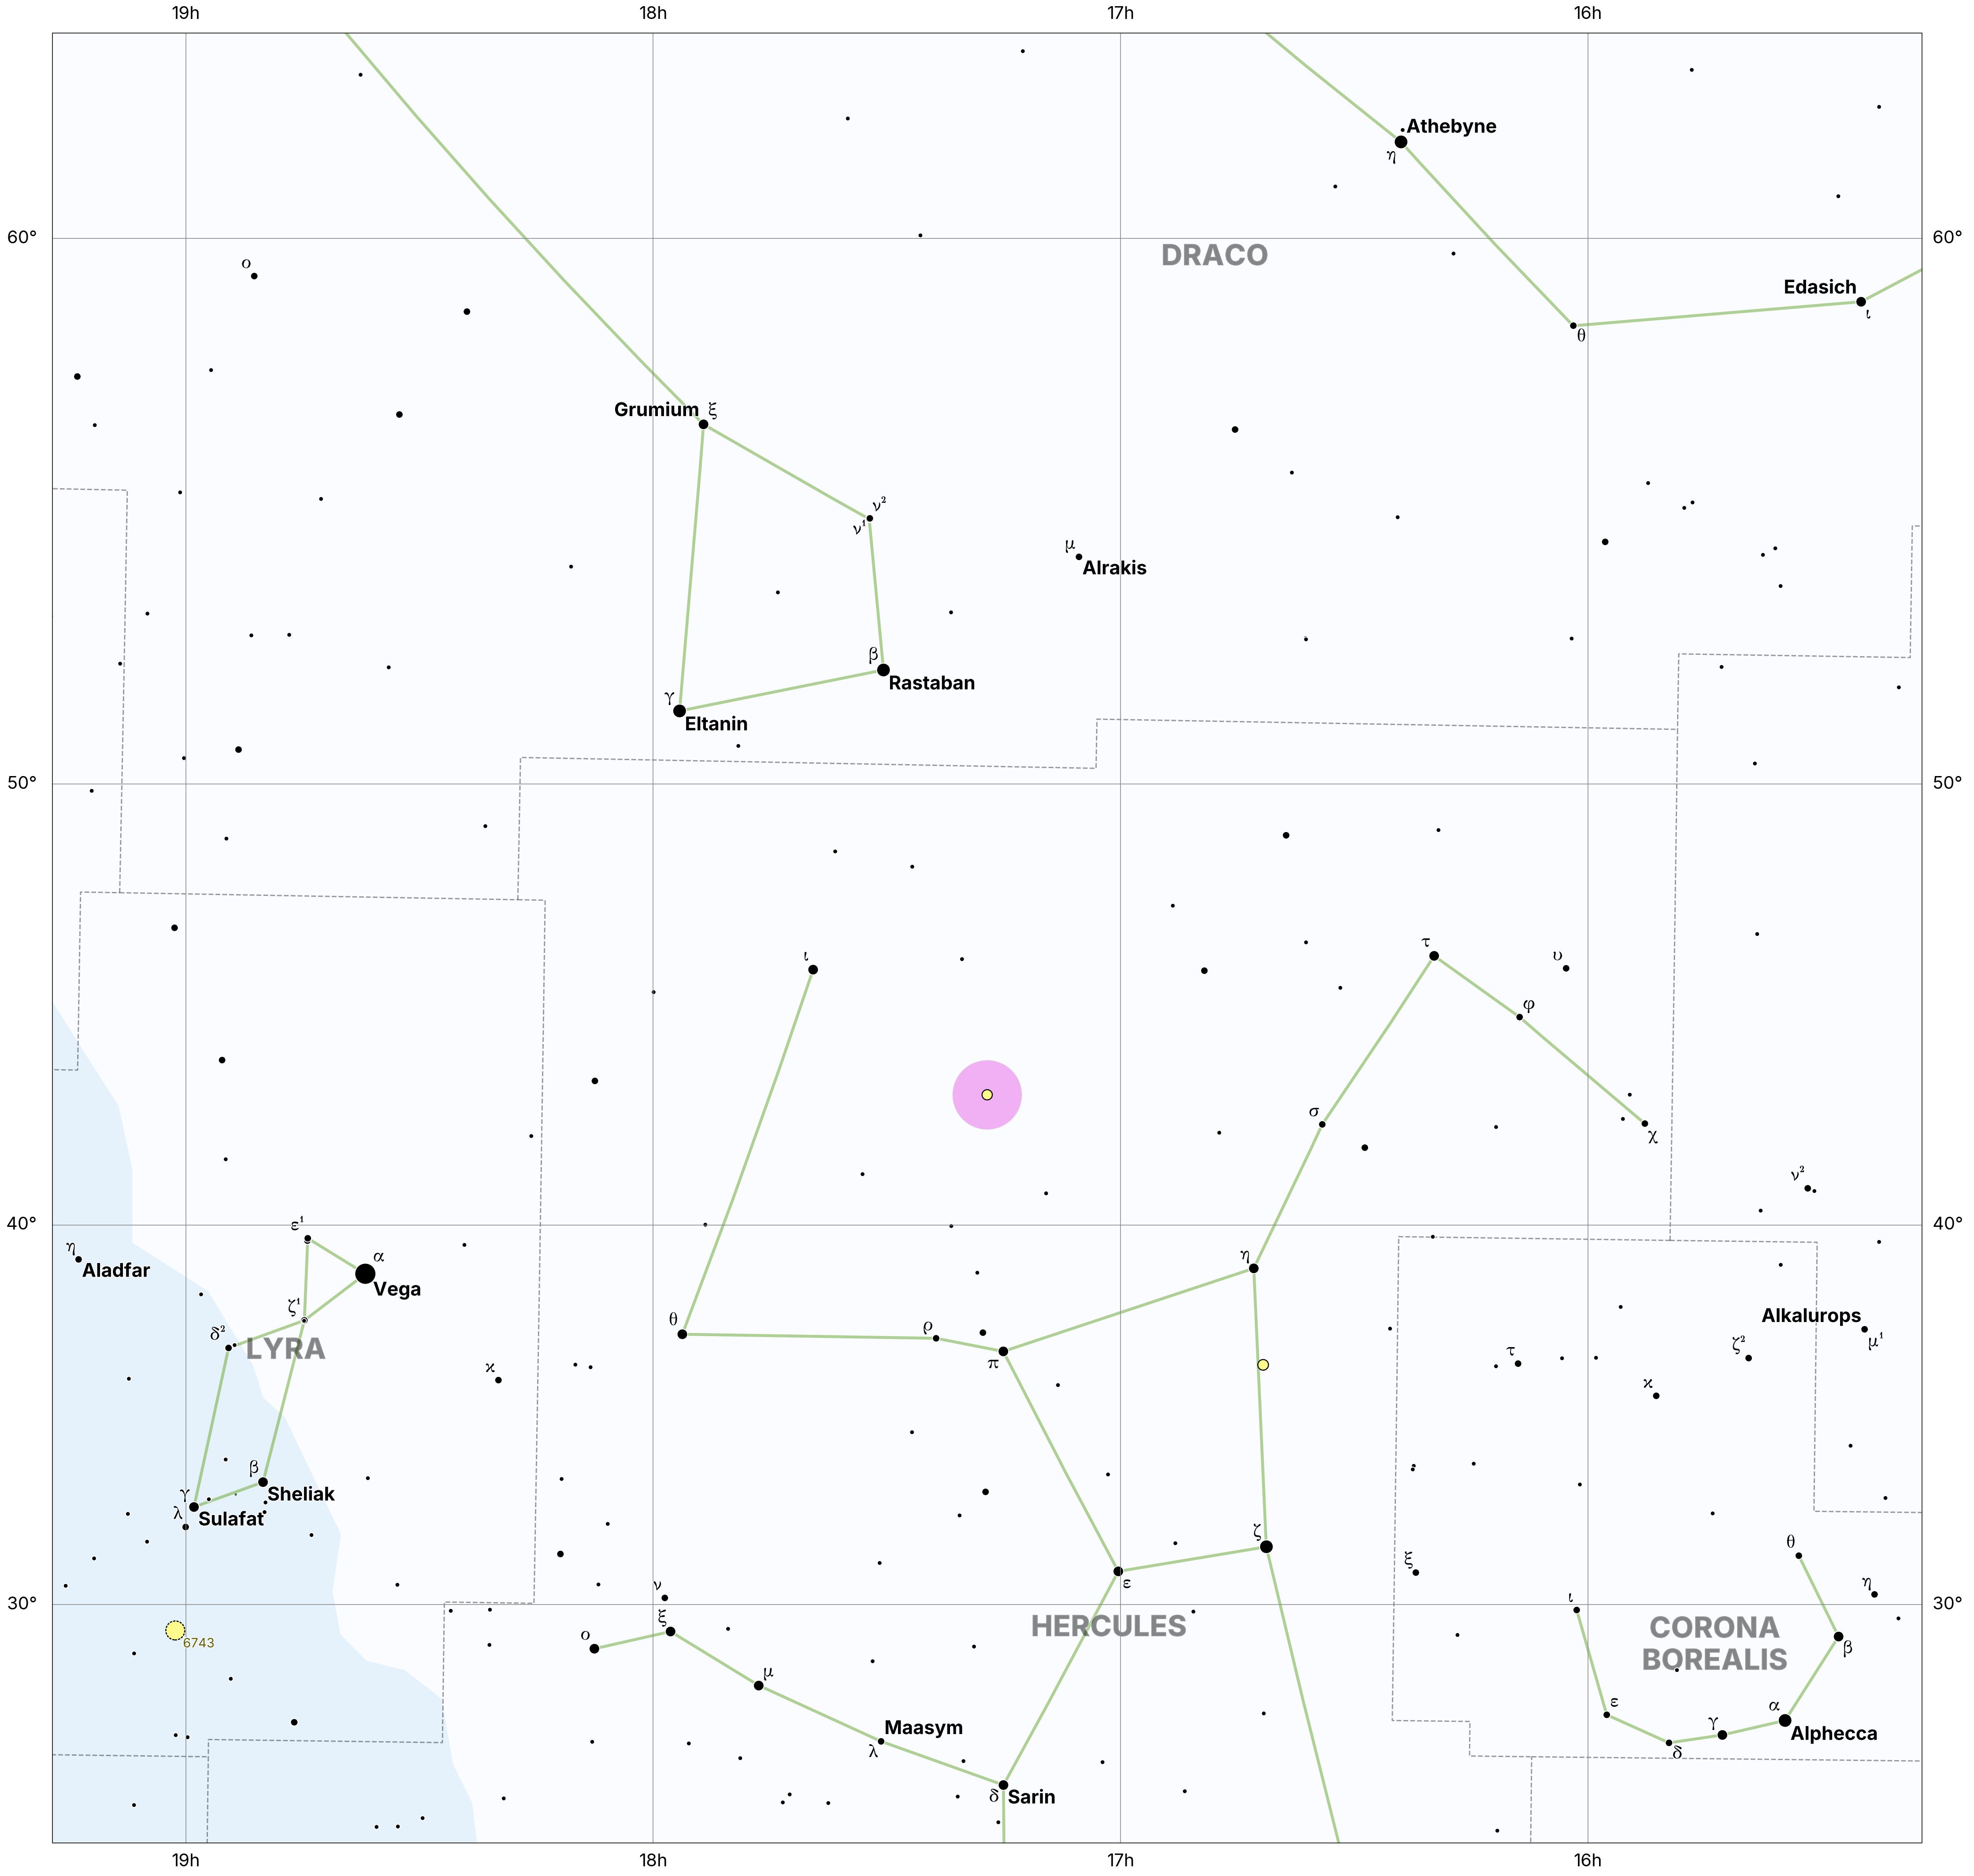 19h 18h 17h 16h
Athebyne
η
60° 60°
DRACO
ο
Edasich
ι
θ
Grumium ξ
ν²
ν¹
μ
Alrakis
β
Rastaban
γ
Eltanin
50° 50°
τ
υ
ι
φ
σ
χ
ν²
40° 40°
ε¹
η
Aladfar
α
Vega
η
ζ¹
Alkalurops
θ
ρ
δ²
LYRA
μ¹
ζ²
τ
π
ϰ
ϰ
β
Sheliak
γ
λ
Sulafat
ζ
θ
ξ
ε
ν
η
ι
30° 30°
ξ
HERCULES
CORONA
BOREALIS
ο
6743
β
μ
ε
α
Maasym
γ
Alphecca
λ
δ
δ
Sarin
19h 18h 17h 16h